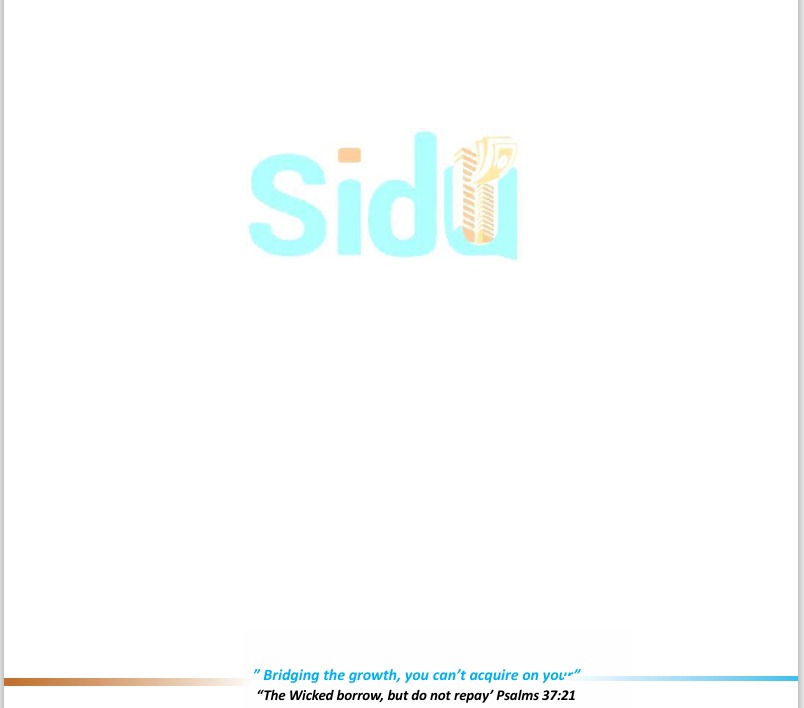 Sidu
” Bridging the growth, you can’t acquire on your”
“The Wicked borrow, but do not repay’ Psalms 37:21